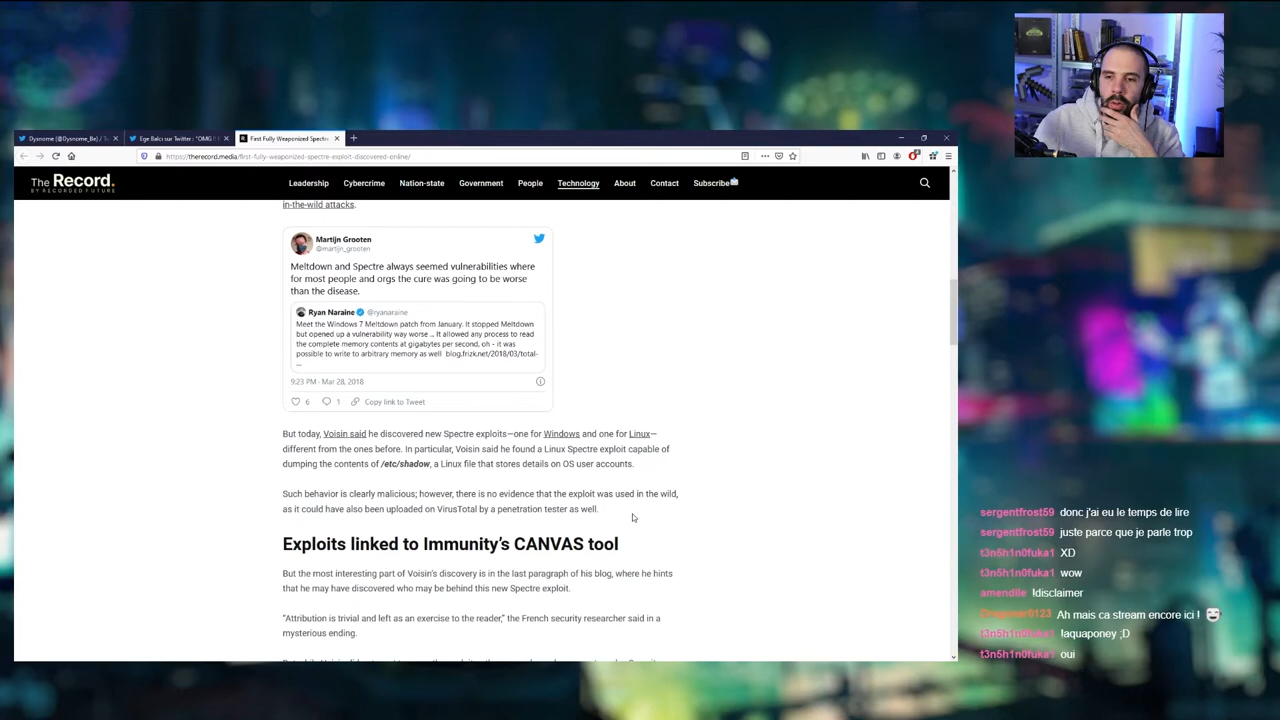 Dysnome (@Dysnome_Be) / Tw
Ege Balcı sur Twitter : "OMG
First Fully Weaponized Spectre
https://therecord.media/first-fully-weaponized-spectre-exploit-discovered-online/
The Record.
BY RECORDED FUTURE
Leadership
Cybercrime
Nation-state
Government
People
Technology
About
Contact
Subscribe
in-the-wild attacks.
Martijn Grooten
@martijn_grooten
Meltdown and Spectre always seemed vulnerabilities where
for most people and orgs the cure was going to be worse
than the disease.
Ryan Naraine @ryanaraine
Meet the Windows 7 Meltdown patch from January. It stopped Meltdown
but opened up a vulnerability way worse ... It allowed any process to read
the complete memory contents at gigabytes per second, oh - it was
possible to write to arbitrary memory as well blog.frizk.net/2018/03/total-
...
9:23 PM · Mar 28, 2018
6
1
Copy link to Tweet
But today, Voisin said he discovered new Spectre exploits—one for Windows and one for Linux—
different from the ones before. In particular, Voisin said he found a Linux Spectre exploit capable of
dumping the contents of /etc/shadow, a Linux file that stores details on OS user accounts.
Such behavior is clearly malicious; however, there is no evidence that the exploit was used in the wild,
as it could have also been uploaded on VirusTotal by a penetration tester as well.
Exploits linked to Immunity's CANVAS tool
But the most interesting part of Voisin's discovery is in the last paragraph of his blog, where he hints
that he may have discovered who may be behind this new Spectre exploit.
"Attribution is trivial and left as an exercise to the reader," the French security researcher said in a
mysterious ending.
sergentfrost59 donc j'ai eu le temps de lire
sergentfrost59 juste parce que je parle trop
t3n5h1n0fuka1 XD
t3n5h1n0fuka1 wow
amendile !disclaimer
Ah mais ca stream encore ici !
t3n5h1n0fuka1 !aquaponey ;D
t3n5h1n0fuka1 oui